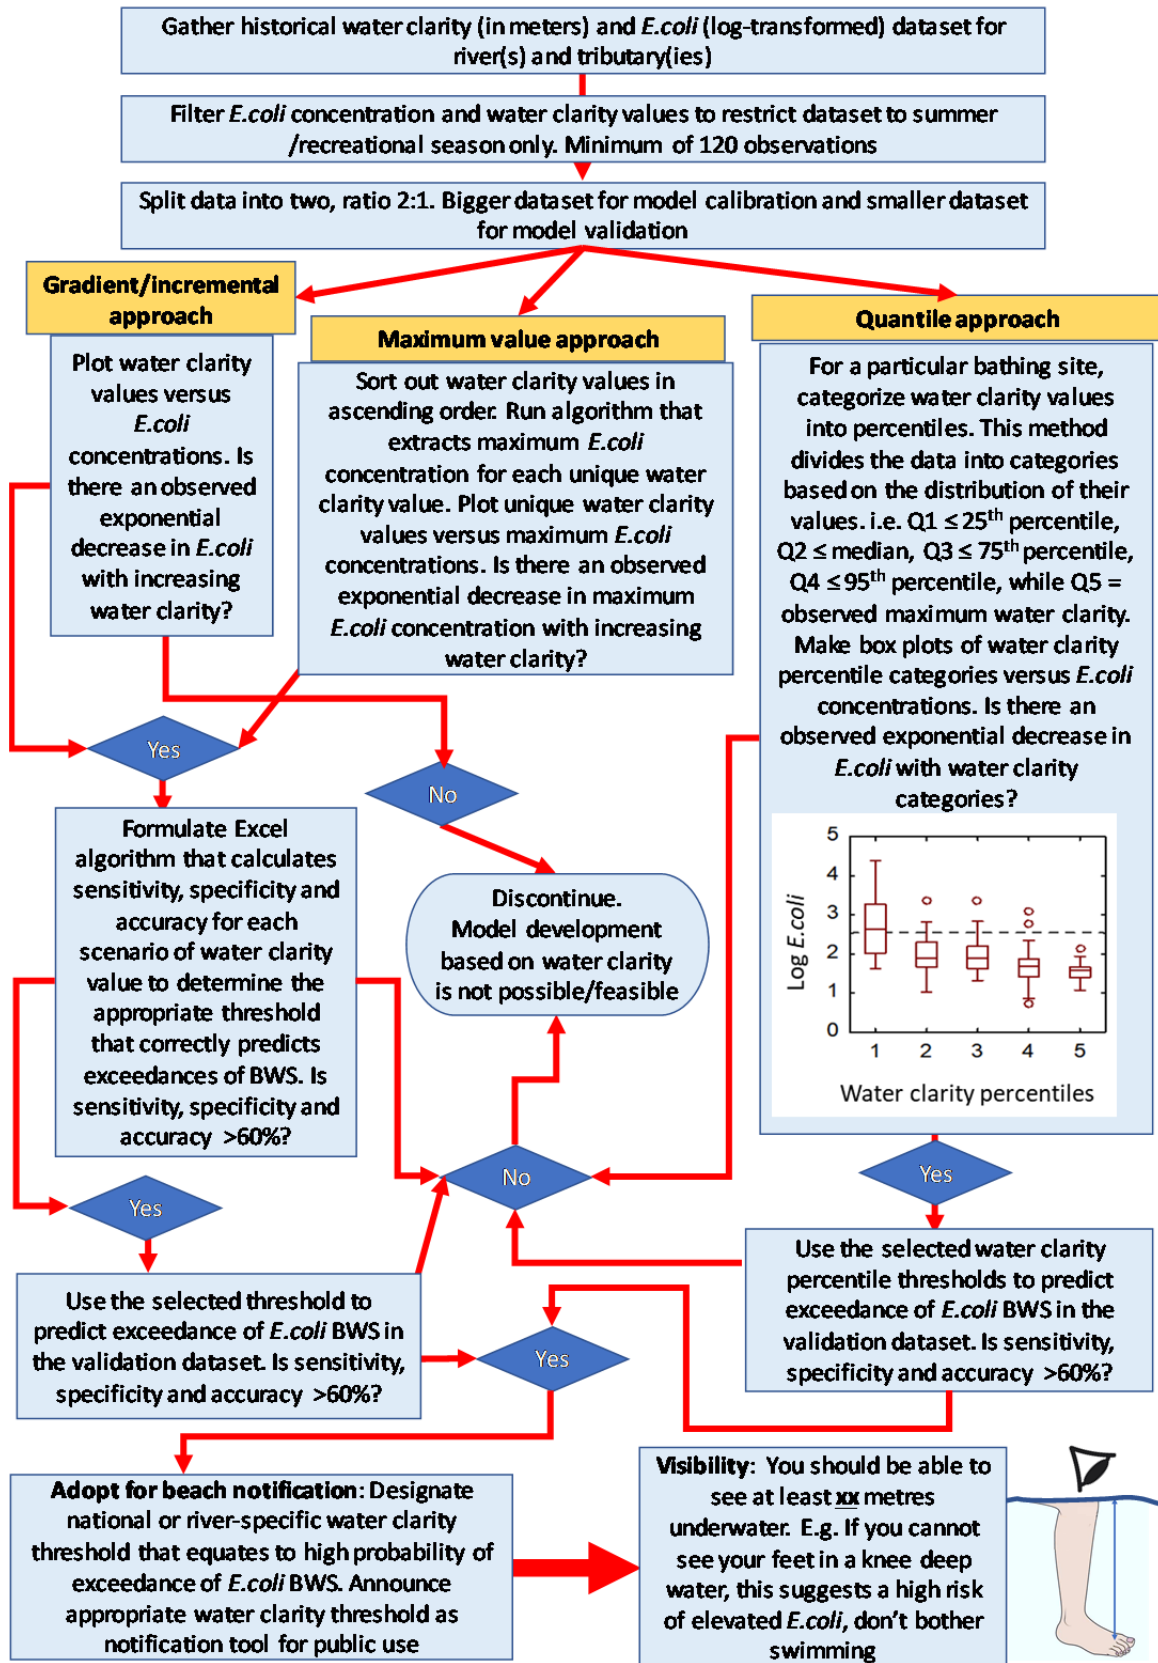 Gather historical water clarity (in meters) and E.coli (log-transformed) dataset for
river(s) and tributary(ies)
Filter E.coli concentration and water clarity values to restrict dataset to summer
/recreational season only. Minimum of 120 observations
Split data into two, ratio 2:1. Bigger dataset for model calibration and smaller dataset
for model validation
Gradient/incremental
approach
Plot water clarity
values versus
E.coli
concentrations. Is
there an observed
exponential
decrease in E.coli
with increasing
water clarity?
Maximum value approach
Sort out water clarity values in
ascending order. Run algorithm that
extracts maximum E.coli
concentration for each unique water
clarity value. Plot unique water clarity
values versus maximum E.coli
concentrations. Is there an observed
exponential decrease in maximum
E.coli concentration with increasing
water clarity?
Quantile approach
For a particular bathing site,
categorize water clarity values
into percentiles. This method
divides the data into categories
based on the distribution of their
values. i.e. Q1 ≤ 25th percentile,
Q2 ≤ median, Q3 ≤ 75th percentile,
Q4 ≤ 95th percentile, while Q5 =
observed maximum water clarity.
Make box plots of water clarity
percentile categories versus E.coli
concentrations. Is there an
observed exponential decrease in
E.coli with water clarity
categories?
Log E.coli
5
4
3
2
1
0
1 2 3 4 5
Water clarity percentiles
Yes
No
Formulate Excel
algorithm that calculates
sensitivity, specificity and
accuracy for each
scenario of water clarity
value to determine the
appropriate threshold
that correctly predicts
exceedances of BWS. Is
sensitivity, specificity and
accuracy >60%?
Discontinue.
Model development
based on water clarity
is not possible/feasible
Yes
No
Yes
Use the selected threshold to
predict exceedance of E.coli BWS in
the validation dataset. Is sensitivity,
specificity and accuracy >60%?
Yes
Use the selected water clarity
percentile thresholds to predict
exceedance of E.coli BWS in the
validation dataset. Is sensitivity,
specificity and accuracy >60%?
Adopt for beach notification: Designate
national or river-specific water clarity
threshold that equates to high probability of
exceedance of E.coli BWS. Announce
appropriate water clarity threshold as
notification tool for public use
Visibility: You should be able to
see at least xx metres
underwater. E.g. If you cannot
see your feet in a knee deep
water, this suggests a high risk
of elevated E.coli, don't bother
swimming